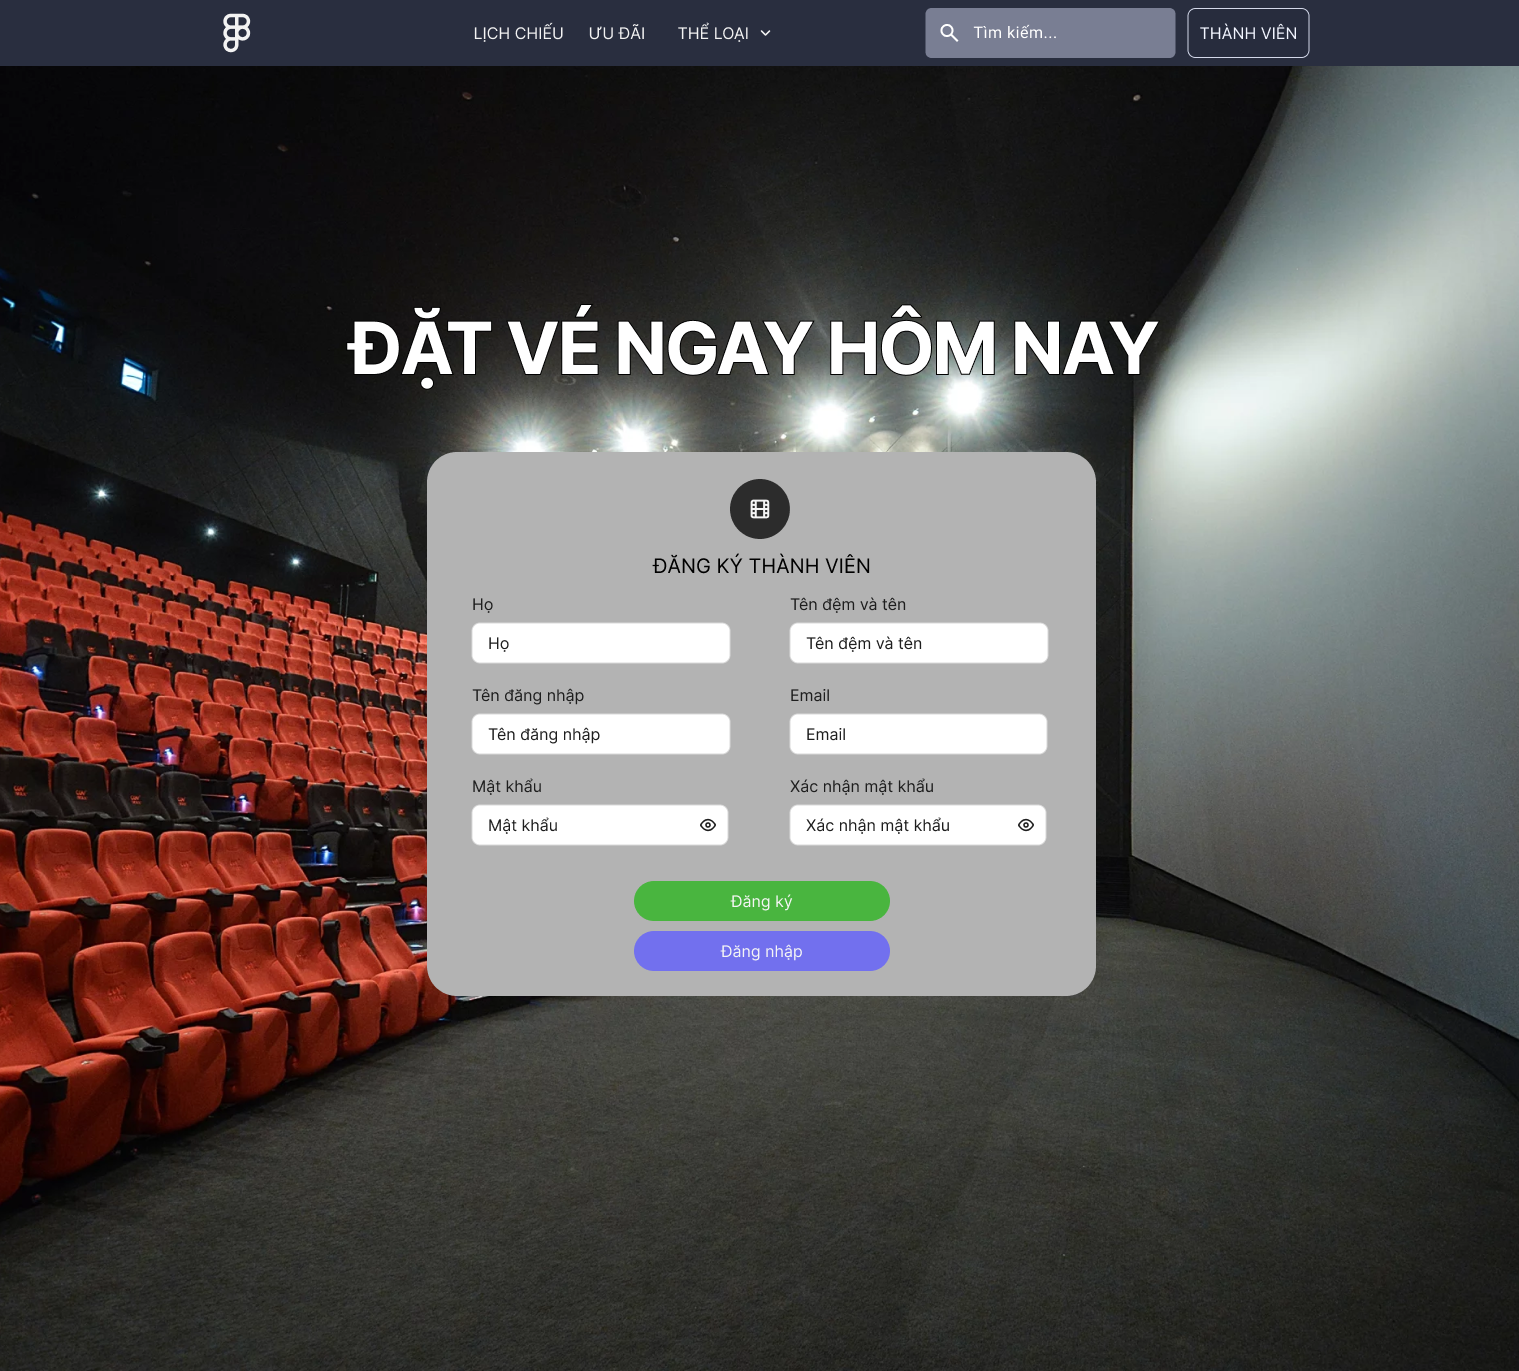 LỊCH CHIẾU
ƯU ĐÃI
THỂ LOẠI
Tìm kiếm...
THÀNH VIÊN
ĐẶT VÉ NGAY HÔM NAY
ĐĂNG KÝ THÀNH VIÊN
Họ
Tên đệm và tên
Họ
Tên đệm và tên
Tên đăng nhập
Email
Tên đăng nhập
Email
Mật khẩu
Xác nhận mật khẩu
Mật khẩu
Xác nhận mật khẩu
Đăng ký
Đăng nhập